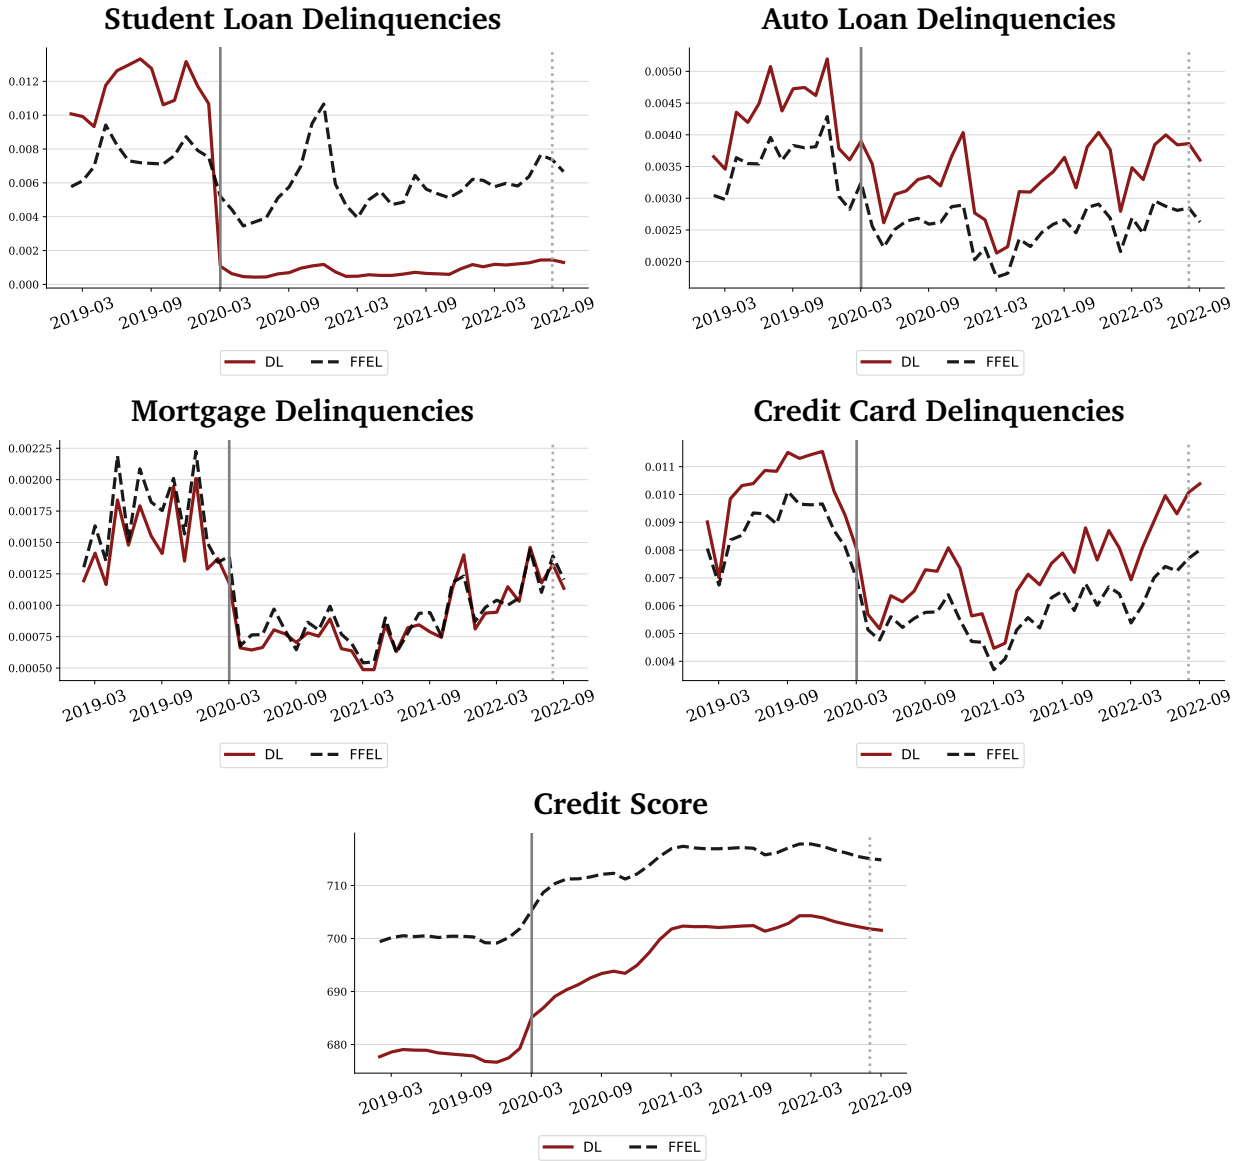 Student Loan Delinquencies
0.012
0.010
0.008
0.006
0.004
0.002
0.000
2019-03 2019-09 2020-03 2020-09 2021-03 2021-09 2022-03 2022-09
DL FFEL
Auto Loan Delinquencies
0.0050
0.0045
0.0040
0.0035
0.0030
0.0025
0.0020
2019-03 2019-09 2020-03 2020-09 2021-03 2021-09 2022-03 2022-09
DL FFEL
Mortgage Delinquencies
0.00225
0.00200
0.00175
0.00150
0.00125
0.00100
0.00075
0.00050
2019-03 2019-09 2020-03 2020-09 2021-03 2021-09 2022-03 2022-09
DL FFEL
Credit Card Delinquencies
0.011
0.010
0.009
0.008
0.007
0.006
0.005
0.004
2019-03 2019-09 2020-03 2020-09 2021-03 2021-09 2022-03 2022-09
DL FFEL
Credit Score
710
700
690
680
2019-03 2019-09 2020-03 2020-09 2021-03 2021-09 2022-03 2022-09
DL FFEL